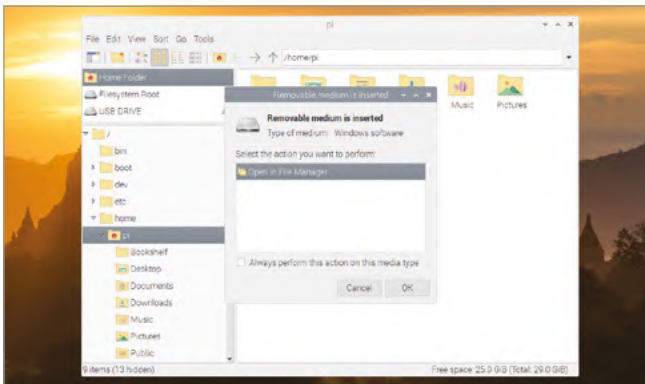 pi
File Edit View Sort Go Tools
/home/pi
Home Folder
Filesystem Root
USB DRIVE
/
bin
boot
dev
etc
home
pi
Bookshelf
Desktop
Documents
Downloads
Music
Pictures
Public
Music
Pictures
Removable medium is inserted
Removable medium is inserted
Type of medium: Windows software
Select the action you want to perform:
Open in File Manager
Always perform this action on this media type
Cancel OK
9 items (13 hidden)
Free space: 25.0 GiB (Total: 29.0 GiB)